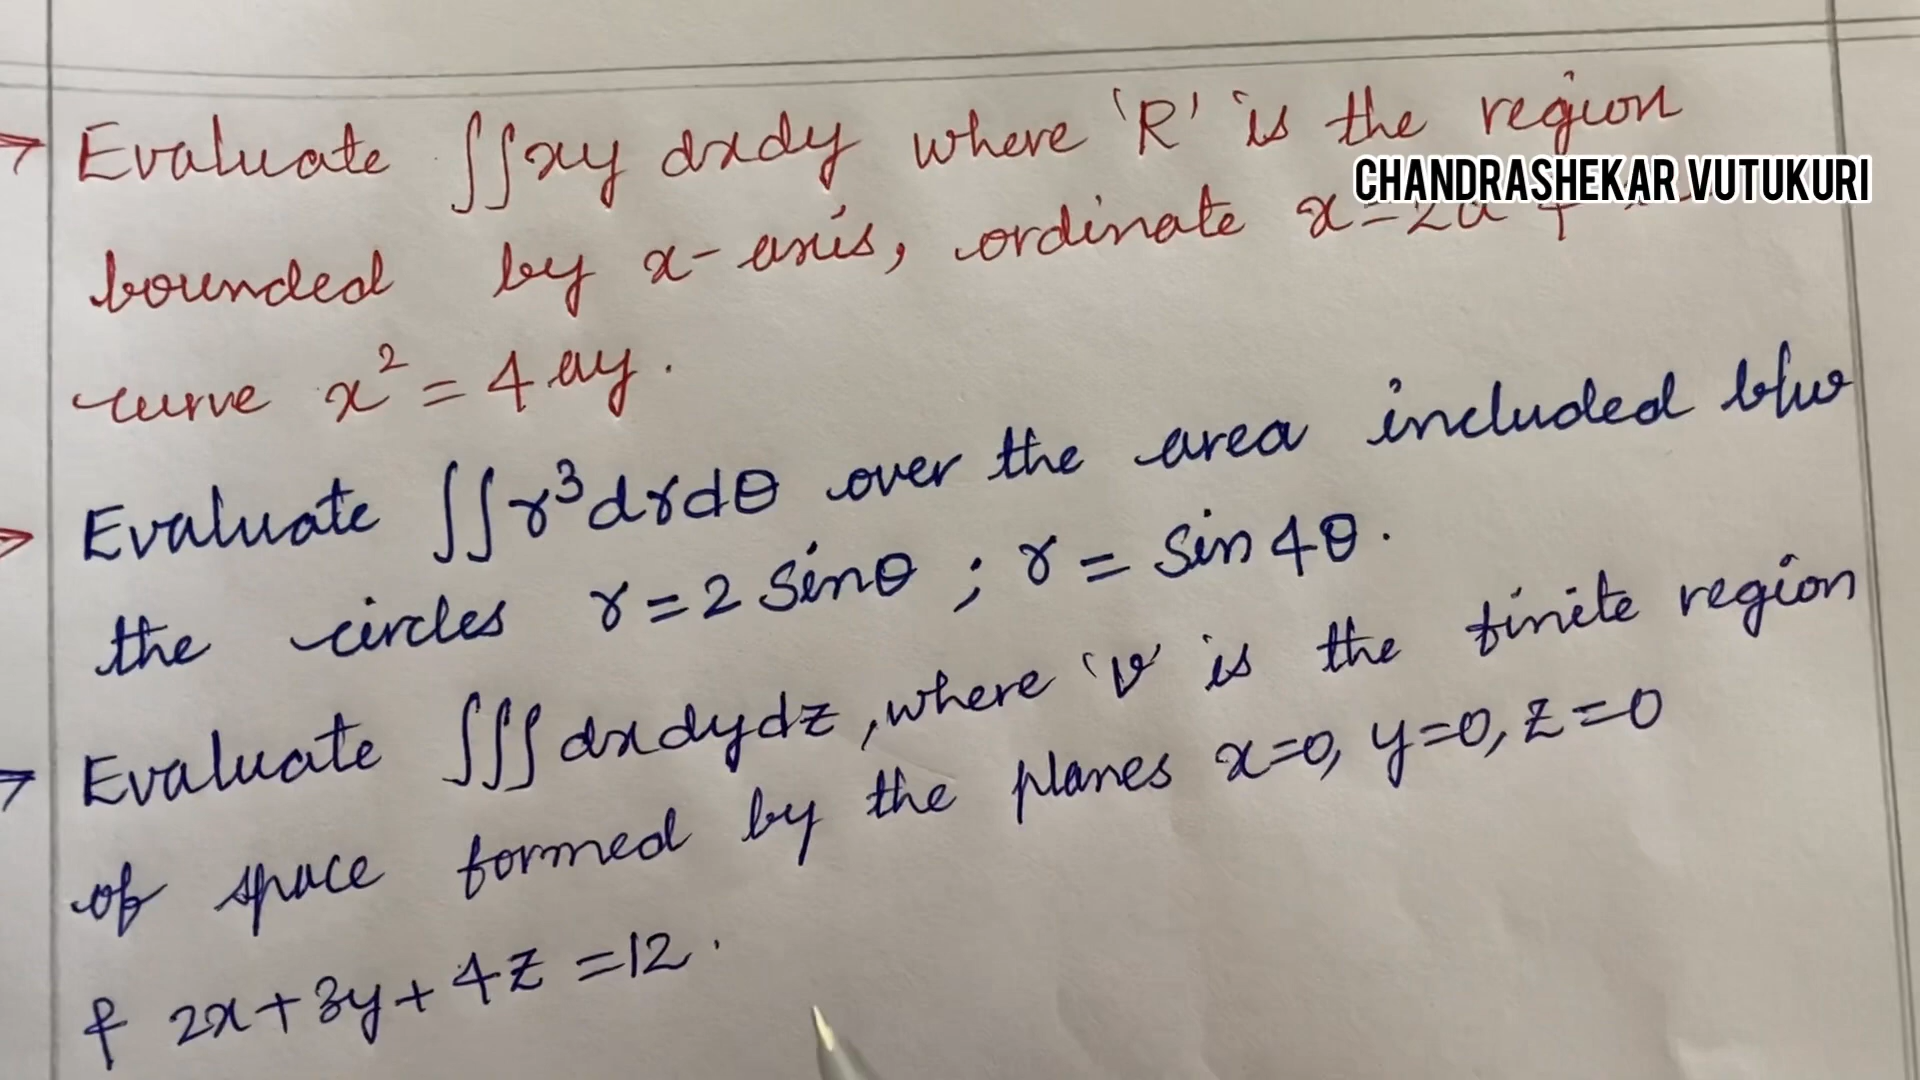 → Evaluate ∫∫xy dxdy where 'R' is the region
CHANDRASHEKAR VUTUKURI
bounded by x-axis, ordinate x=2a &
curve x² = 4ay.
→ Evaluate ∫∫r³drdθ over the area included b/w
the circles r=2 Sinθ ; r= Sin 4θ.
→ Evaluate ∫∫∫dxdydz, where 'V' is the finite region
of space formed by the planes x=0, y=0, z=0
& 2x+3y+4z =12.